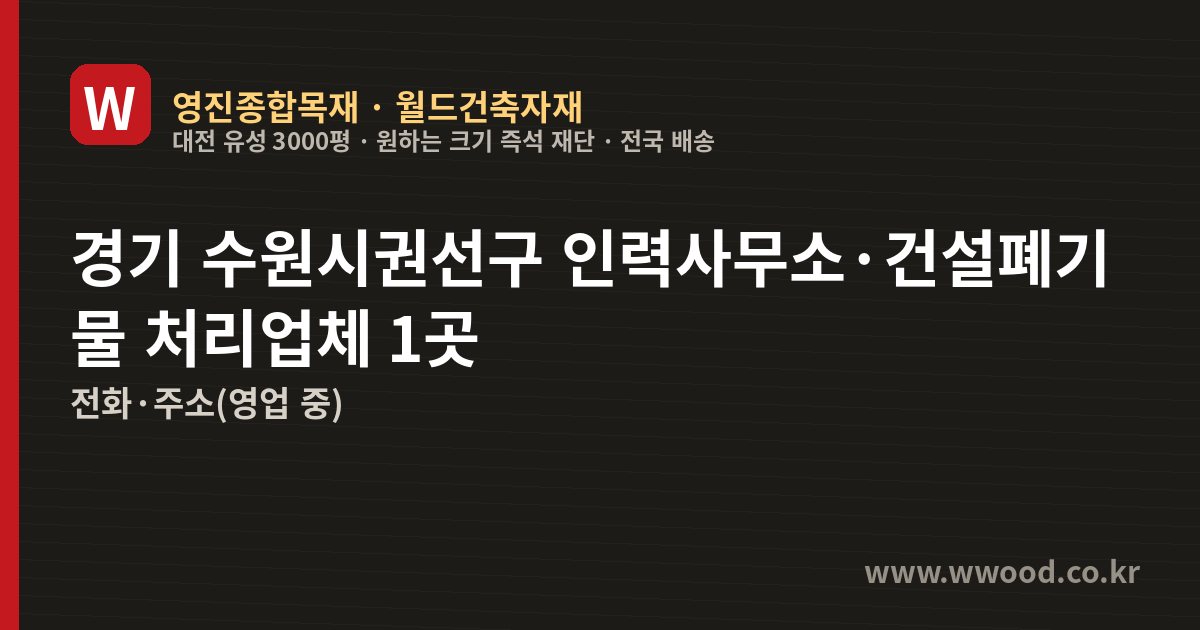 W
영진종합목재 · 월드건축자재
대전 유성 3000평 · 원하는 크기 즉석 재단 · 전국 배송
경기 수원시권선구 인력사무소·건설폐기
물 처리업체 1곳
전화·주소(영업 중)
www.wwood.co.kr